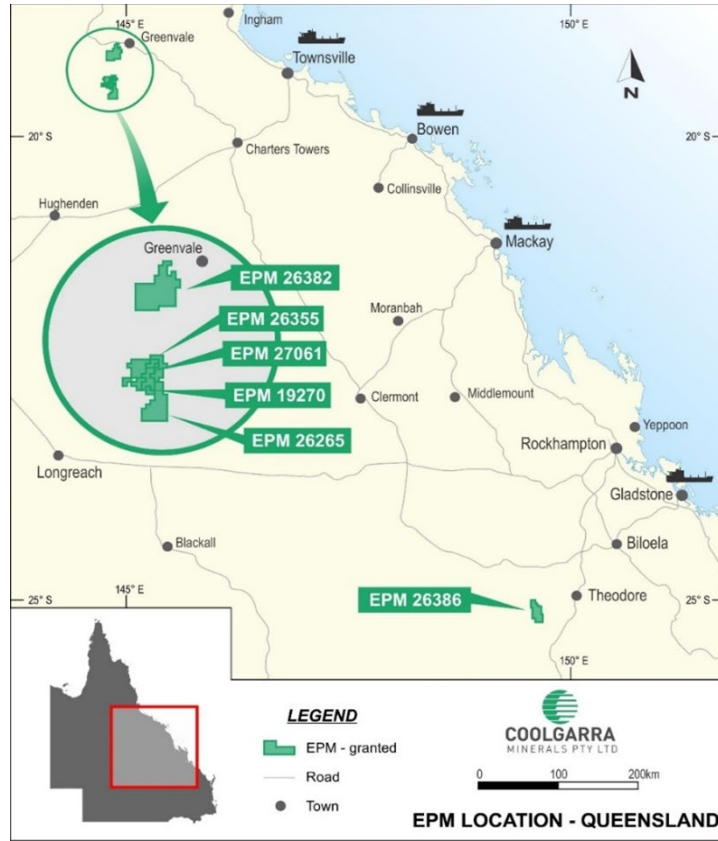 145° E
150° E
Ingham
Greenvale
Townsville
N
Bowen
20° S
20° S
Charters Towers
Collinsville
Hughenden
Mackay
Greenvale
EPM 26382
EPM 26355
Moranbah
EPM 27061
EPM 19270
Clermont
Middlemount
EPM 26265
Yeppoon
Rockhampton
Longreach
Gladstone
Blackall
Biloela
145° E
EPM 26386
Theodore
25° S
25° S
150° E
LEGEND
EPM - granted
Road
Town
COOLGARRA
MINERALS PTY LTD
0 100 200km
EPM LOCATION - QUEENSLAND